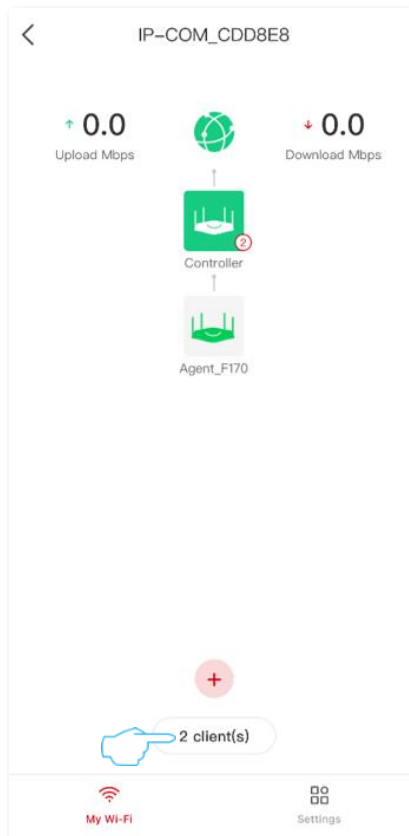 IP-COM_CDD8E8
0.0
Upload Mbps
0.0
Download Mbps
2
Controller
Agent_F170
2 client(s)
My Wi-Fi
Settings